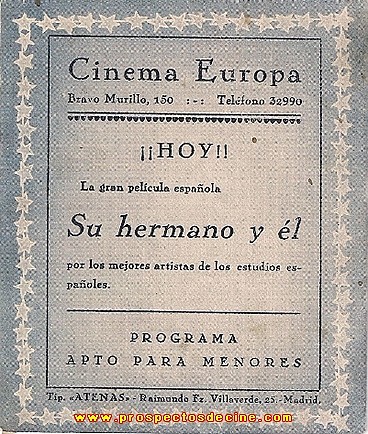 Cinema Europa
Bravo Murillo, 150 :-: Teléfono 32990
¡¡HOY!!
La gran película española
Su hermano y él
por los mejores artistas de los estudios es-
pañoles.
PROGRAMA
APTO PARA MENORES
Tip. «ATENAS» - Raimundo Fz. Villaverde, 25.-Madrid.
www.prospectosdecine.com